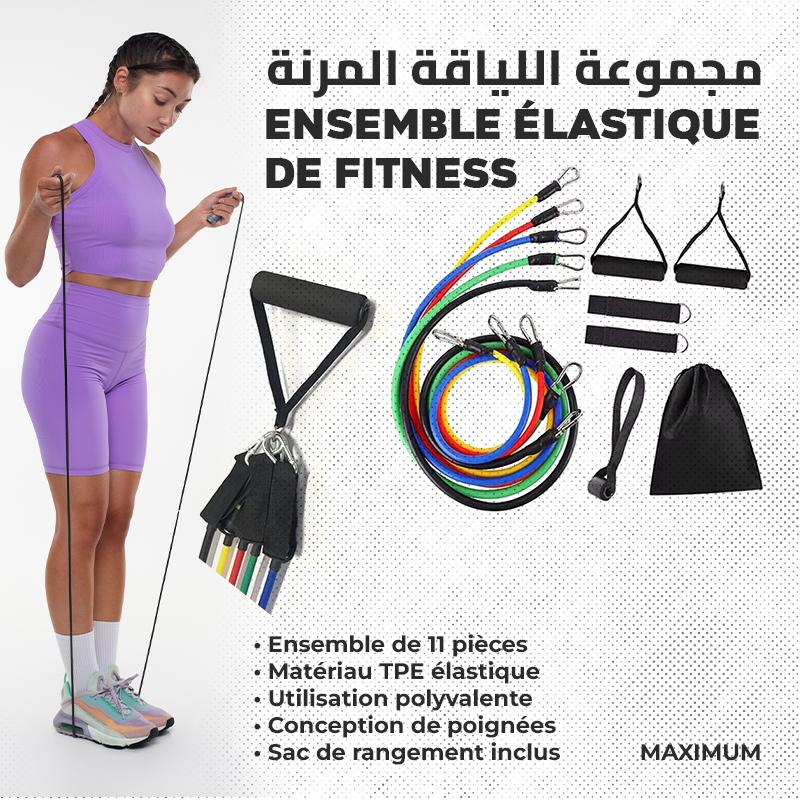 مجموعة اللياقة المرنة
ENSEMBLE ÉLASTIQUE
DE FITNESS
• Ensemble de 11 pièces
• Matériau TPE élastique
• Utilisation polyvalente
• Conception de poignées
• Sac de rangement inclus
MAXIMUM